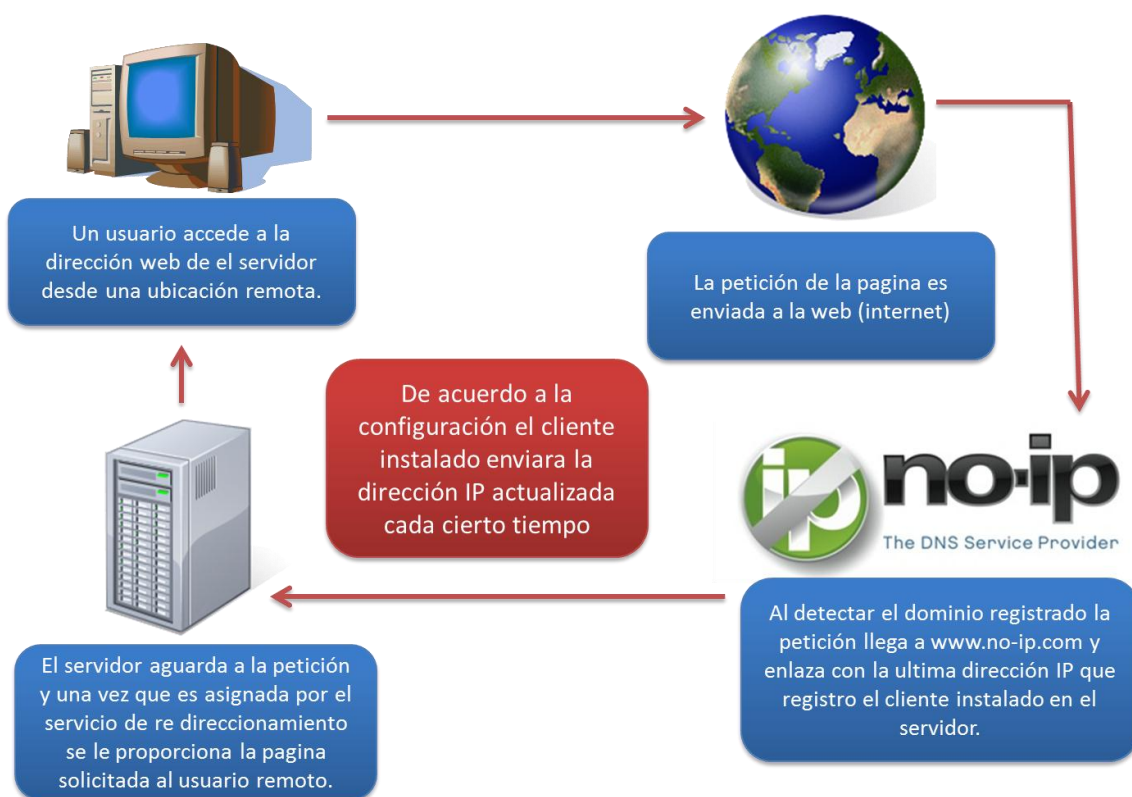 Un usuario accede a la
dirección web de el servidor
desde una ubicación remota.
La petición de la pagina es
enviada a la web (internet)
De acuerdo a la
configuración el cliente
instalado enviara la
dirección IP actualizada
cada cierto tiempo
ip
no-ip
The DNS Service Provider
Al detectar el dominio registrado la
petición llega a www.no-ip.com y
enlaza con la ultima dirección IP que
registro el cliente instalado en el
servidor.
El servidor aguarda a la petición
y una vez que es asignada por el
servicio de re direccionamiento
se le proporciona la pagina
solicitada al usuario remoto.